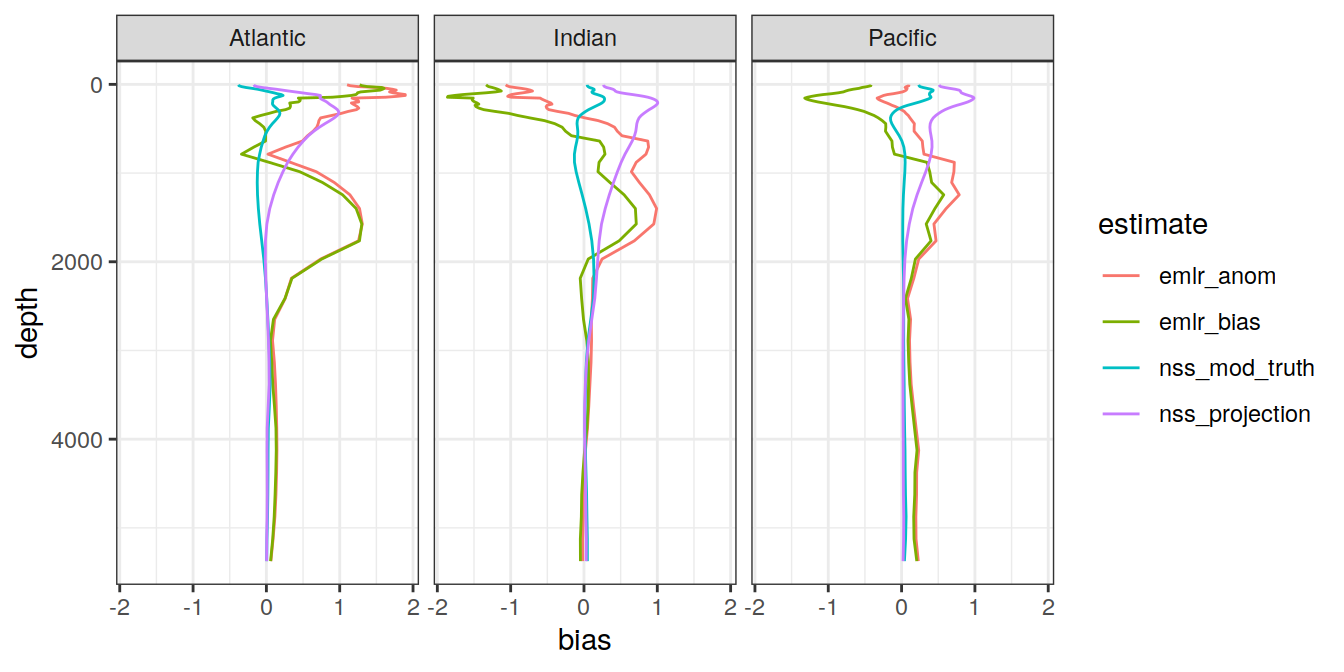 Atlantic Indian Pacific
0
2000
4000
depth
-2 -1 0 1 2 -2 -1 0 1 2 -2 -1 0 1 2
bias
estimate
emlr_anom
emlr_bias
nss_mod_truth
nss_projection